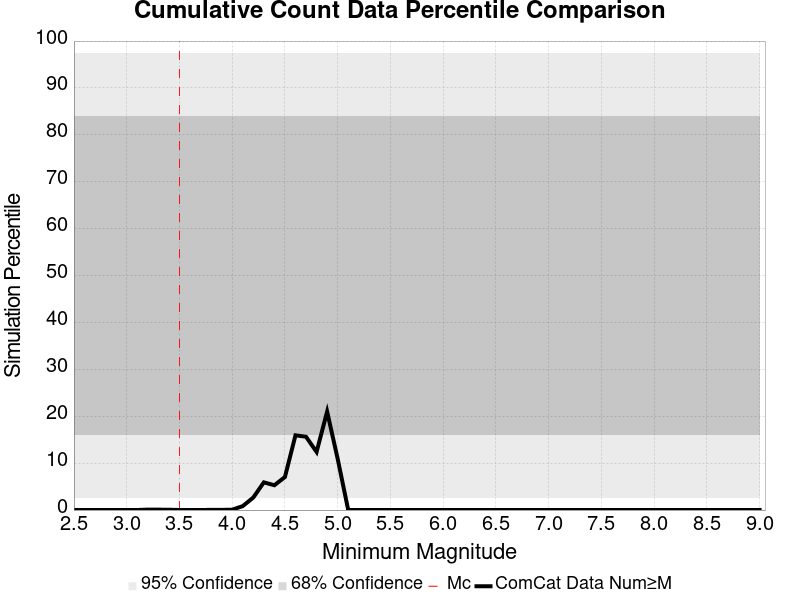 Cumulative Count Data Percentile Comparison
100
90
80
70
60
50
40
30
20
10
0
Simulation Percentile
2.5 3.0 3.5 4.0 4.5 5.0 5.5 6.0 6.5 7.0 7.5 8.0 8.5 9.0
Minimum Magnitude
95% Confidence 68% Confidence Mc ComCat Data Num≥M